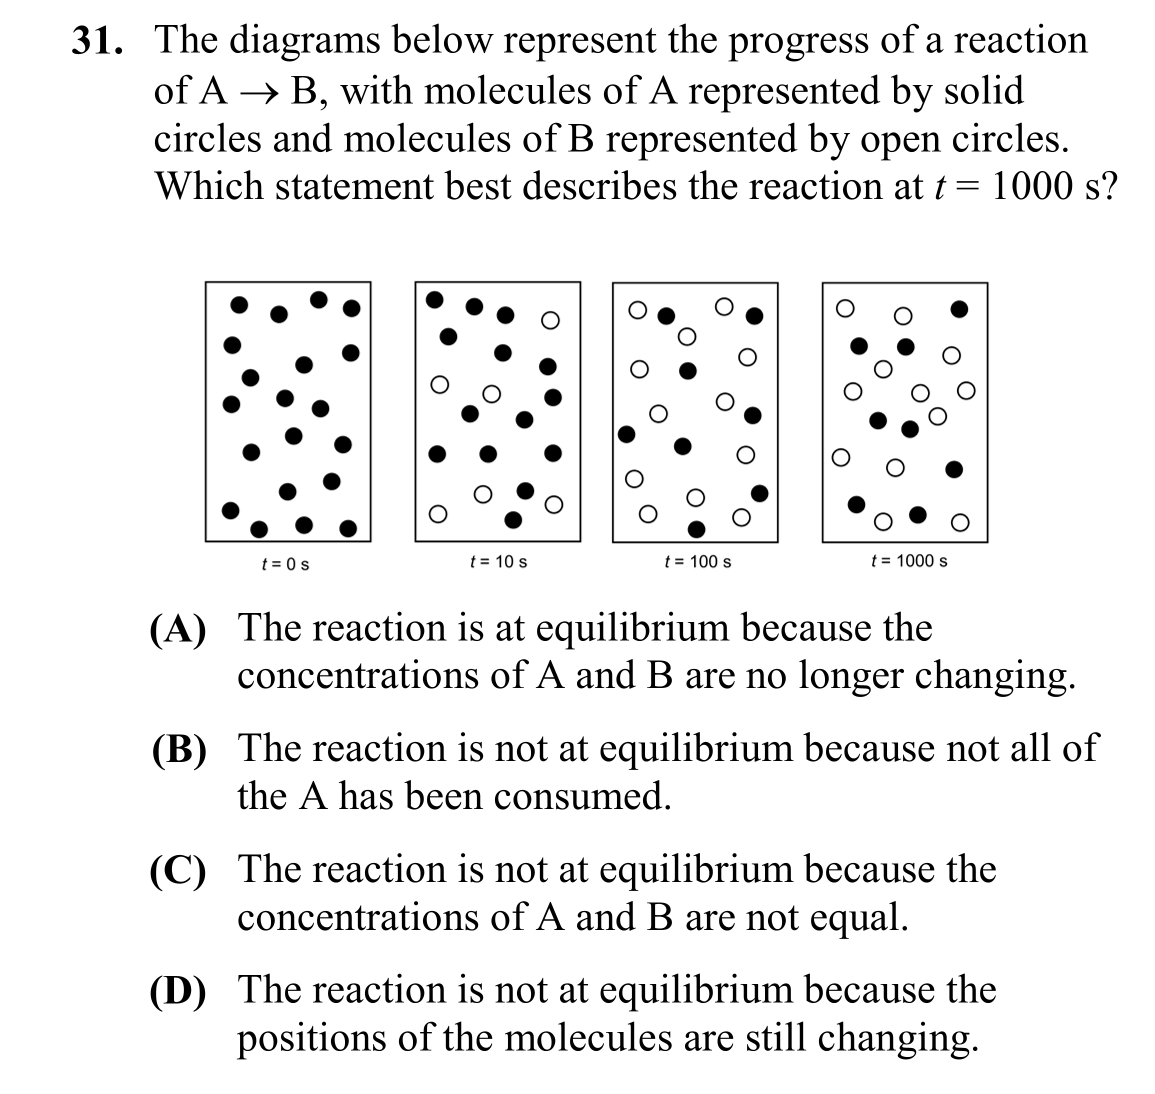 31. The diagrams below represent the progress of a reaction
of A → B, with molecules of A represented by solid
circles and molecules of B represented by open circles.
Which statement best describes the reaction at t = 1000 s?
t = 0 s
t = 10 s
t = 100 s
t = 1000 s
(A) The reaction is at equilibrium because the
concentrations of A and B are no longer changing.
(B) The reaction is not at equilibrium because not all of
the A has been consumed.
(C) The reaction is not at equilibrium because the
concentrations of A and B are not equal.
(D) The reaction is not at equilibrium because the
positions of the molecules are still changing.